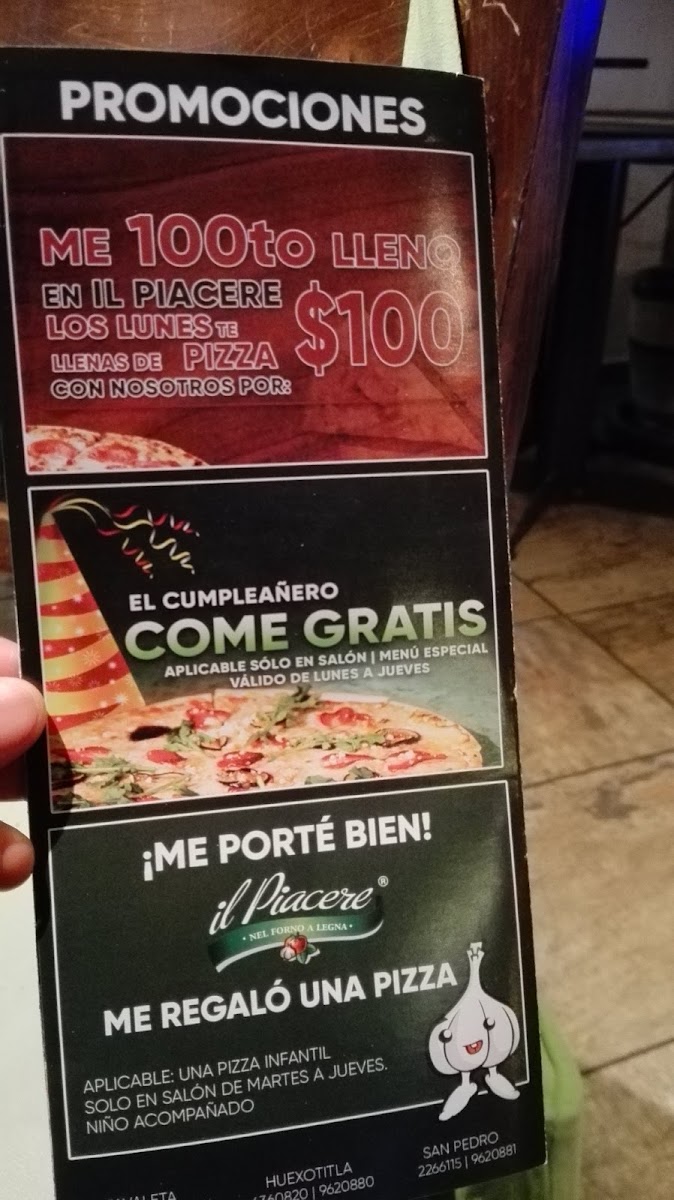 PROMOCIONES
ME 100to LLENO
EN IL PIACERE
LOS LUNES TE
LLENAS DE PIZZA
CON NOSOTROS POR:
$100
EL CUMPLEAÑERO
COME GRATIS
APLICABLE SÓLO EN SALÓN | MENÚ ESPECIAL
VÁLIDO DE LUNES A JUEVES
¡ME PORTÉ BIEN!
il Piacere®
• NEL FORNO A LEGNA •
ME REGALÓ UNA PIZZA
APLICABLE: UNA PIZZA INFANTIL
SOLO EN SALÓN DE MARTES A JUEVES.
NIÑO ACOMPAÑADO
HUEXOTITLA
9620880
SAN PEDRO
2266115 | 9620881